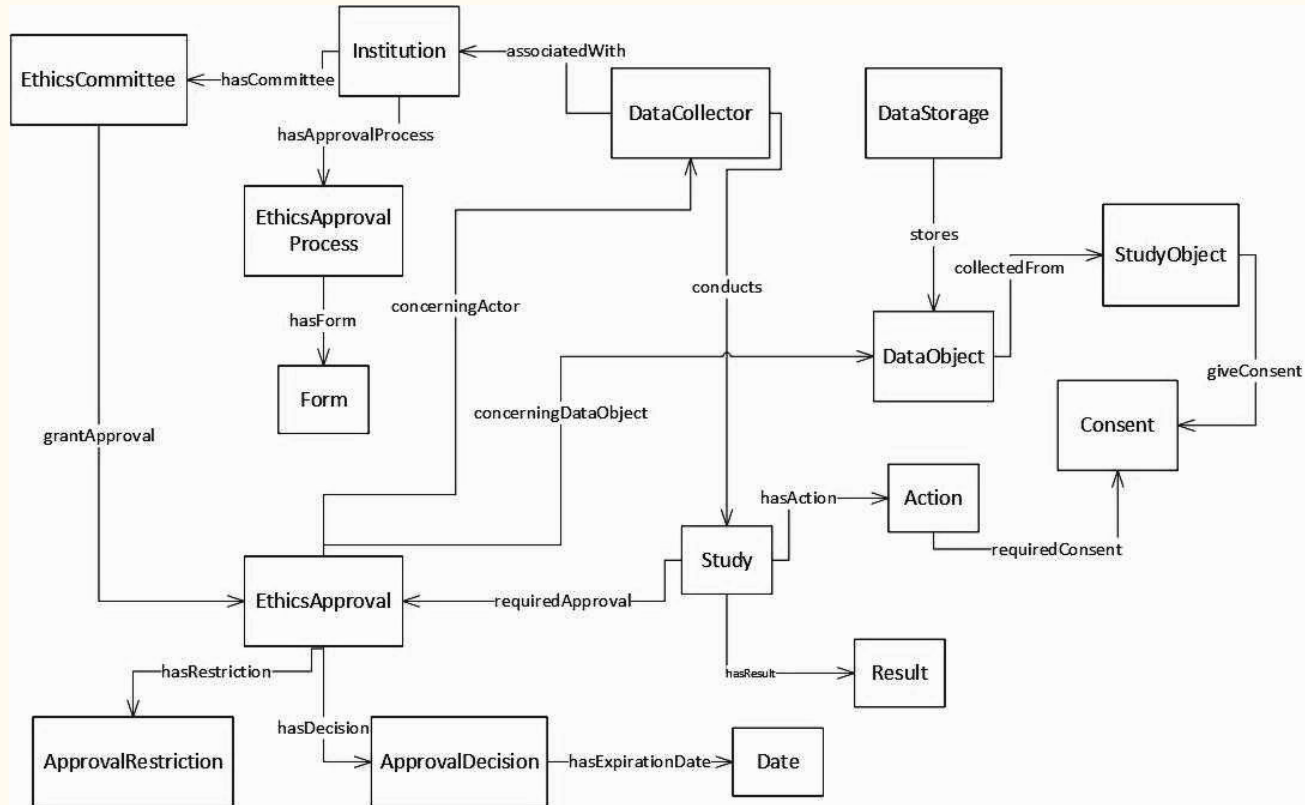 Institution
associatedWith
EthicsCommittee
hasCommittee
DataCollector
DataStorage
hasApprovalProcess
EthicsApproval
Process
stores
StudyObject
collectedFrom
concerningActor
conducts
hasForm
DataObject
giveConsent
Form
concerningDataObject
Consent
grantApproval
hasAction
Action
requiredConsent
Study
EthicsApproval
requiredApproval
hasRestriction
hasResult
Result
hasDecision
ApprovalRestriction
ApprovalDecision
hasExpirationDate
Date